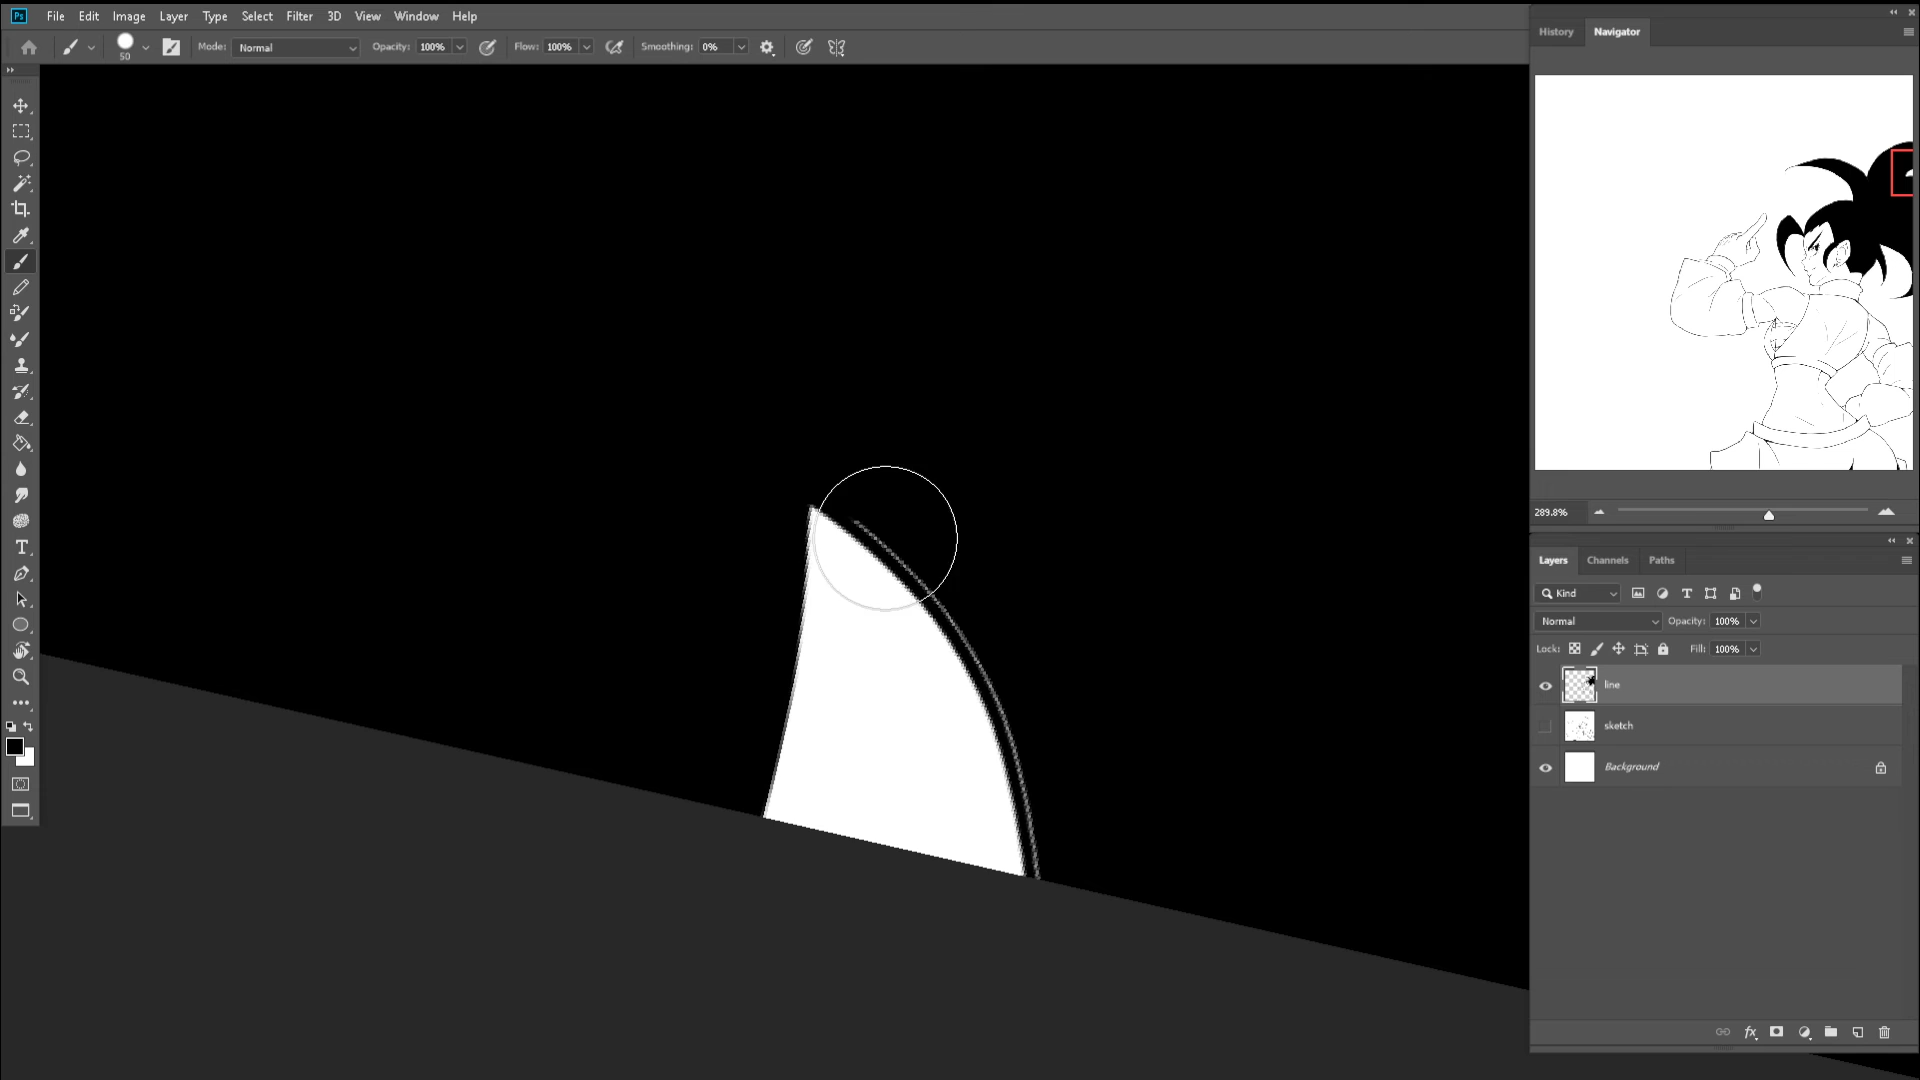 Ps File Edit Image Layer Type Select Filter 3D View Window Help
50 Mode: Normal Opacity: 100% Flow: 100% Smoothing: 0%
History Navigator
289.8%
Layers Channels Paths
Kind
Normal Opacity: 100%
Lock: Fill: 100%
line
sketch
Background
fx